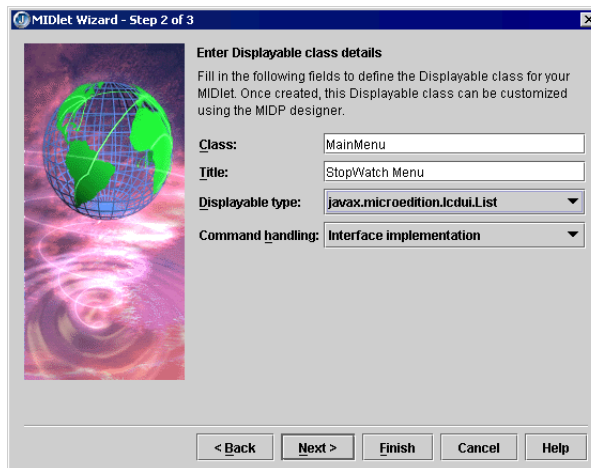 MIDlet Wizard - Step 2 of 3
Enter Displayable class details
Fill in the following fields to define the Displayable class for your
MIDlet. Once created, this Displayable class can be customized
using the MIDP designer.
Class: MainMenu
Title: StopWatch Menu
Displayable type: javax.microedition.lcdui.List
Command handling: Interface implementation
< Back Next > Finish Cancel Help